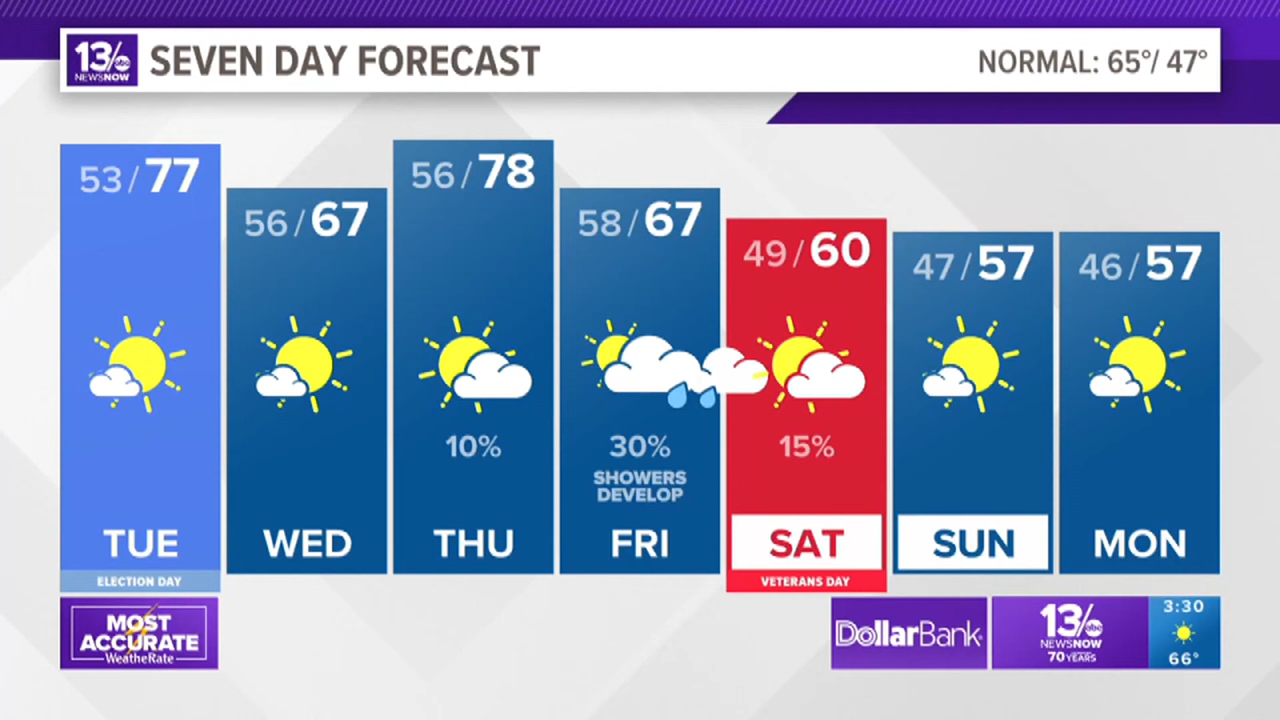 13 abc
NEWSNOW
SEVEN DAY FORECAST
NORMAL: 65°/ 47°
53/77
56/67
56/78
58/67
49/60
47/57
46/57
10%
30%
15%
SHOWERS
DEVELOP
TUE
WED
THU
FRI
SAT
SUN
MON
ELECTION DAY
VETERANS DAY
MOST
ACCURATE
WeatheRate
DollarBank®
13 abc
NEWSNOW
70 YEARS
3:30
66°